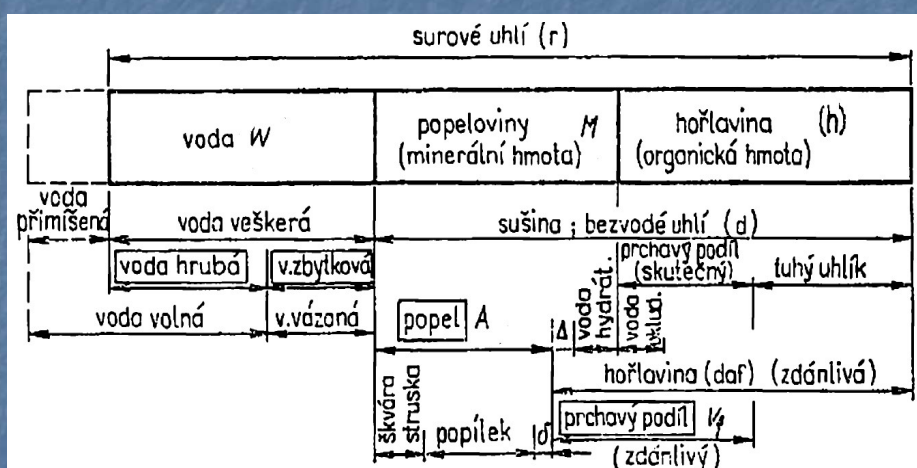 surové uhlí (r)
voda W
popeloviny M
(minerální hmota)
hořlavina (h)
(organická hmota)
voda
přimíšená
voda veškerá
sušina ; bezvodé uhlí (d)
voda hrubá
v.zbytková
prchavý podíl
(skutečný)
tuhý uhlík
voda volná
v.vázaná
popel A
Δ
voda
hydrát.
voda
hořlavina (daf) (zdánlivá)
škvára
struska
popílek
σ
prchavý podíl
(zdánlivý)